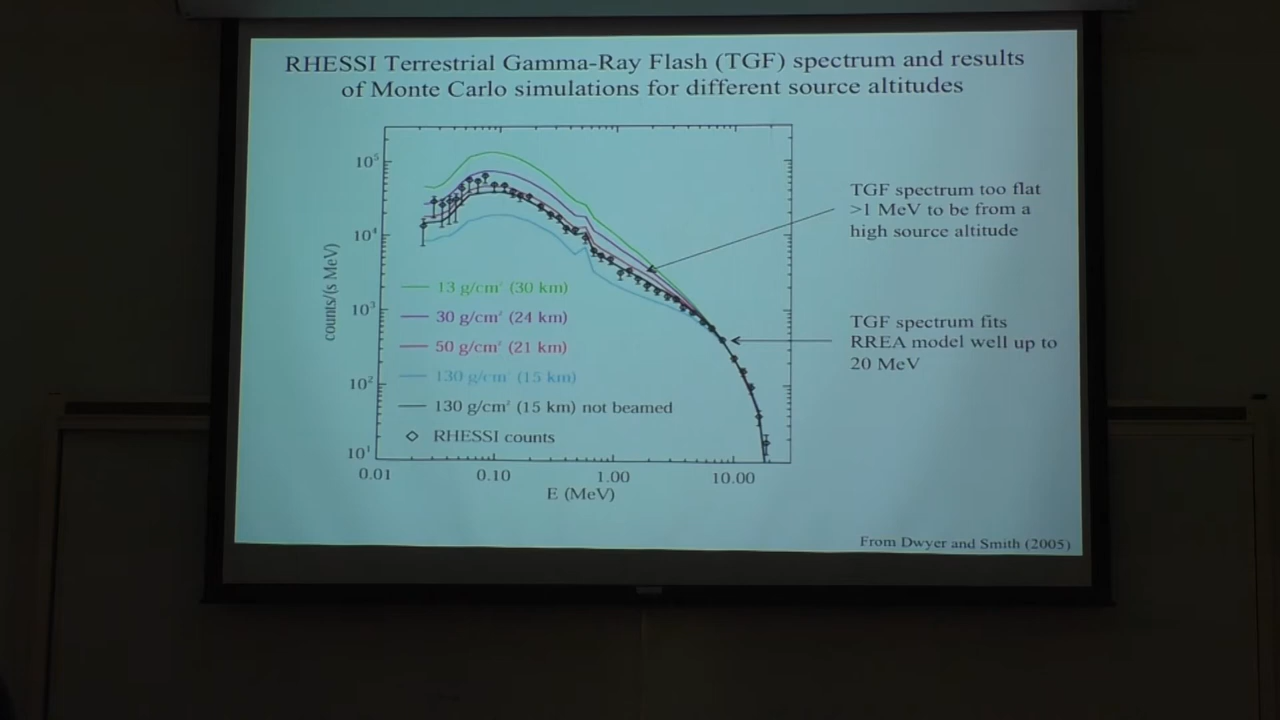 RHESSI Terrestrial Gamma-Ray Flash (TGF) spectrum and results
of Monte Carlo simulations for different source altitudes
10⁵
10⁴
10³
10²
10¹
counts/(s MeV)
13 g/cm² (30 km)
30 g/cm² (24 km)
50 g/cm² (21 km)
130 g/cm² (15 km)
130 g/cm² (15 km) not beamed
RHESSI counts
0.01 0.10 1.00 10.00
E (MeV)
TGF spectrum too flat
>1 MeV to be from a
high source altitude
TGF spectrum fits
RREA model well up to
20 MeV
From Dwyer and Smith (2005)